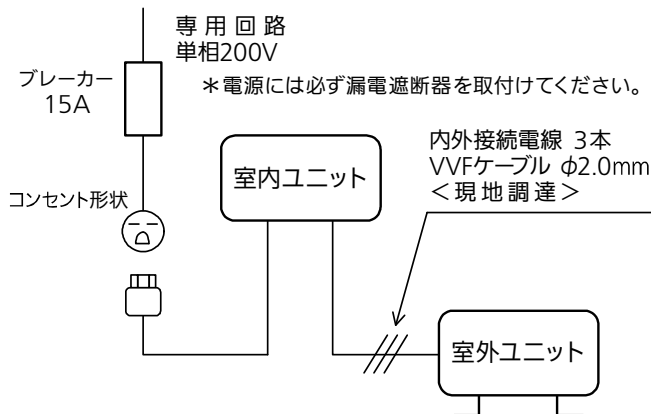 専用回路
単相200V
＊電源には必ず漏電遮断器を取付けてください。
ブレーカー
15A
内外接続電線 3本
VVFケーブル φ2.0mm
＜現地調達＞
室内ユニット
コンセント形状
室外ユニット